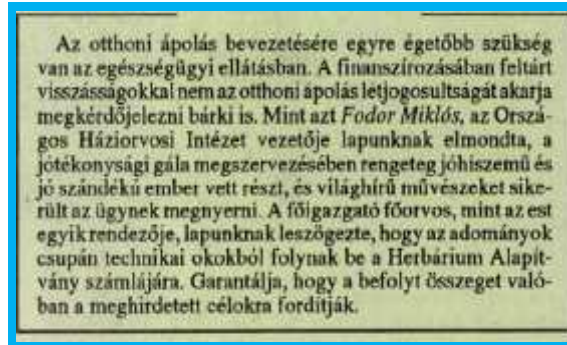 Az otthoni ápolás bevezetésére egyre égetőbb szükség
van az egészségügyi ellátásban. A finanszírozásában feltárt
visszásságokkal nem az otthoni ápolás létjogosultságát akarja
megkérdőjelezni bárki is. Mint azt Fodor Miklós, az Orszá-
gos Háziorvosi Intézet vezetője lapunknak elmondta, a
jótékonysági gála megszervezésében rengeteg jóhiszemű és
jó szándékú ember vett részt, és világhírű művészeket sike-
rült az ügynek megnyerni. A főigazgató főorvos, mint az est
egyik rendezője, lapunknak leszögezte, hogy az adományok
csupán technikai okokból folynak be a Herbárium Alapít-
vány számlájára. Garantálja, hogy a befolyt összeget való-
ban a meghirdetett célokra fordítják.